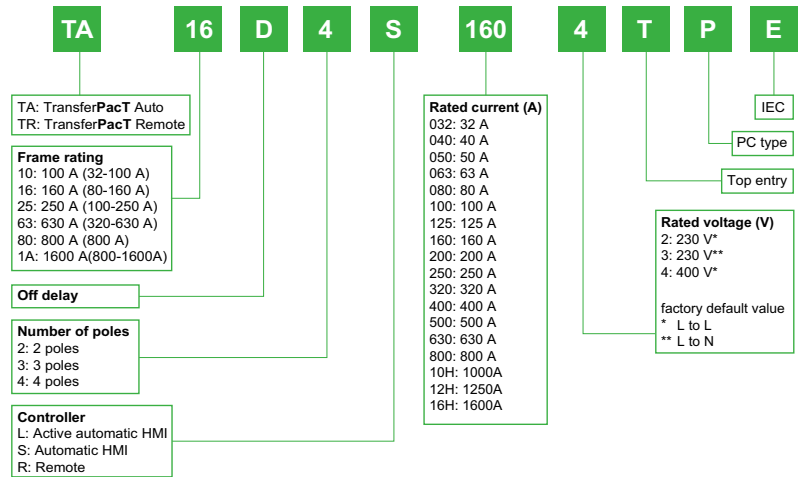 TA 16 D 4 S 160 4 T P E
TA: TransferPacT Auto
TR: TransferPacT Remote
Frame rating
10: 100 A (32-100 A)
16: 160 A (80-160 A)
25: 250 A (100-250 A)
63: 630 A (320-630 A)
80: 800 A (800 A)
1A: 1600 A(800-1600A)
Off delay
Number of poles
2: 2 poles
3: 3 poles
4: 4 poles
Controller
L: Active automatic HMI
S: Automatic HMI
R: Remote
Rated current (A)
032: 32 A
040: 40 A
050: 50 A
063: 63 A
080: 80 A
100: 100 A
125: 125 A
160: 160 A
200: 200 A
250: 250 A
320: 320 A
400: 400 A
500: 500 A
630: 630 A
800: 800 A
10H: 1000A
12H: 1250A
16H: 1600A
IEC
PC type
Top entry
Rated voltage (V)
2: 230 V*
3: 230 V**
4: 400 V*
factory default value
* L to L
** L to N